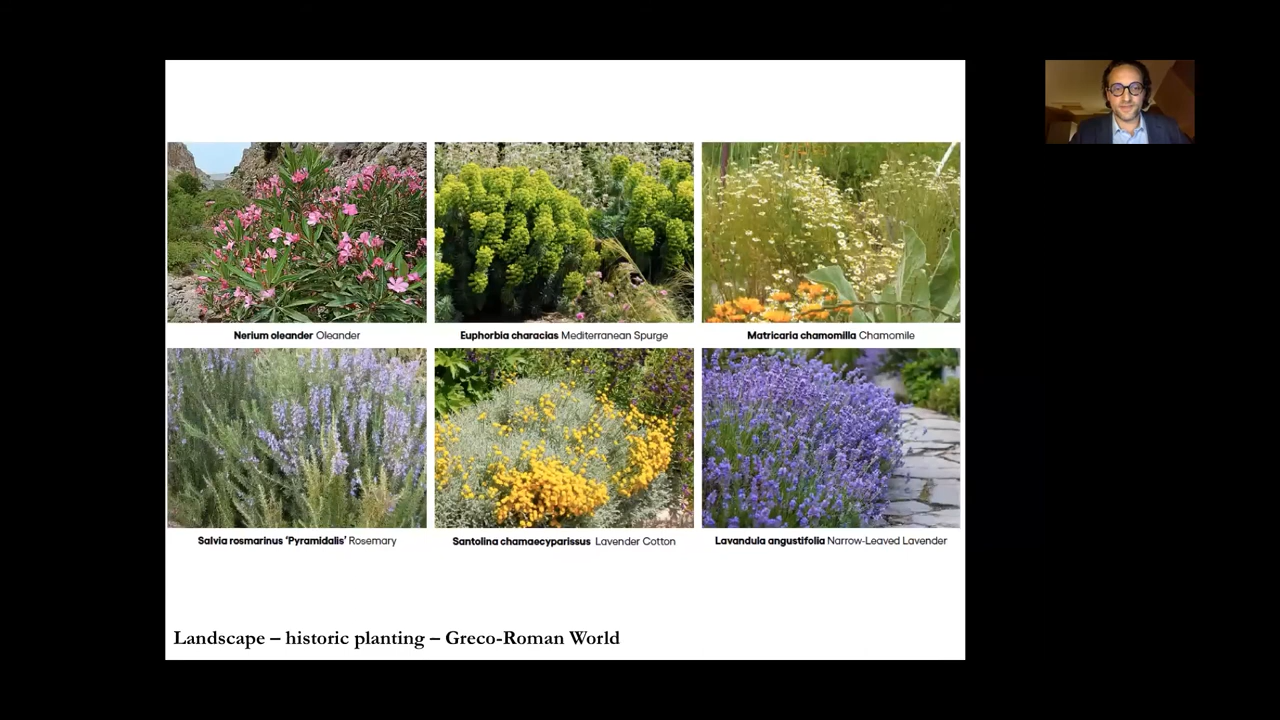 Nerium oleander Oleander
Euphorbia characias Mediterranean Spurge
Matricaria chamomilla Chamomile
Salvia rosmarinus ‘Pyramidalis’ Rosemary
Santolina chamaecyparissus Lavender Cotton
Lavandula angustifolia Narrow-Leaved Lavender
Landscape – historic planting – Greco-Roman World